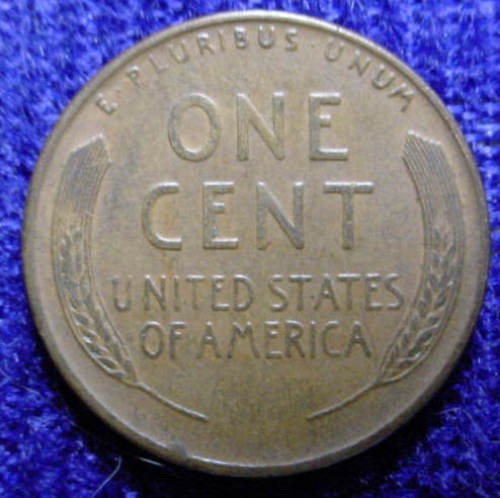 E · PLURIBUS · UNUM
ONE
CENT
UNITED STATES
OF AMERICA